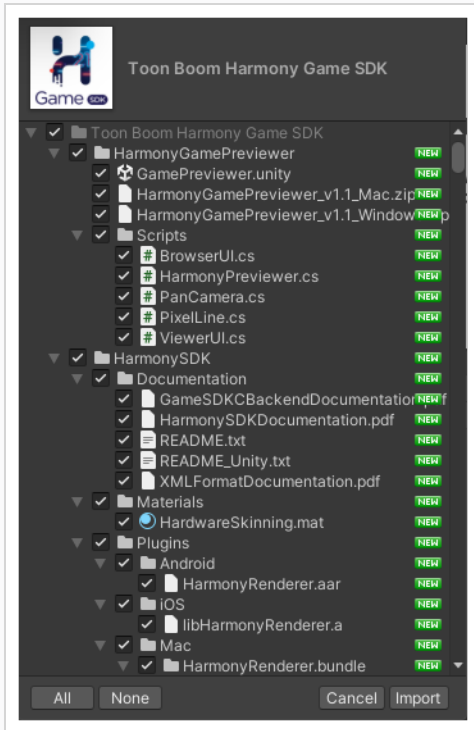 Game SDK
Toon Boom Harmony Game SDK
Toon Boom Harmony Game SDK
HarmonyGamePreviewer NEW
GamePreviewer.unity NEW
HarmonyGamePreviewer_v1.1_Mac.zip NEW
HarmonyGamePreviewer_v1.1_Window p NEW
Scripts NEW
# BrowserUI.cs NEW
# HarmonyPreviewer.cs NEW
# PanCamera.cs NEW
# PixelLine.cs NEW
# ViewerUI.cs NEW
HarmonySDK NEW
Documentation NEW
GameSDKCBackendDocumentation f NEW
HarmonySDKDocumentation.pdf NEW
README.txt NEW
README_Unity.txt NEW
XMLFormatDocumentation.pdf NEW
Materials NEW
HardwareSkinning.mat NEW
Plugins NEW
Android NEW
HarmonyRenderer.aar NEW
iOS NEW
libHarmonyRenderer.a NEW
Mac NEW
HarmonyRenderer.bundle NEW
All None Cancel Import